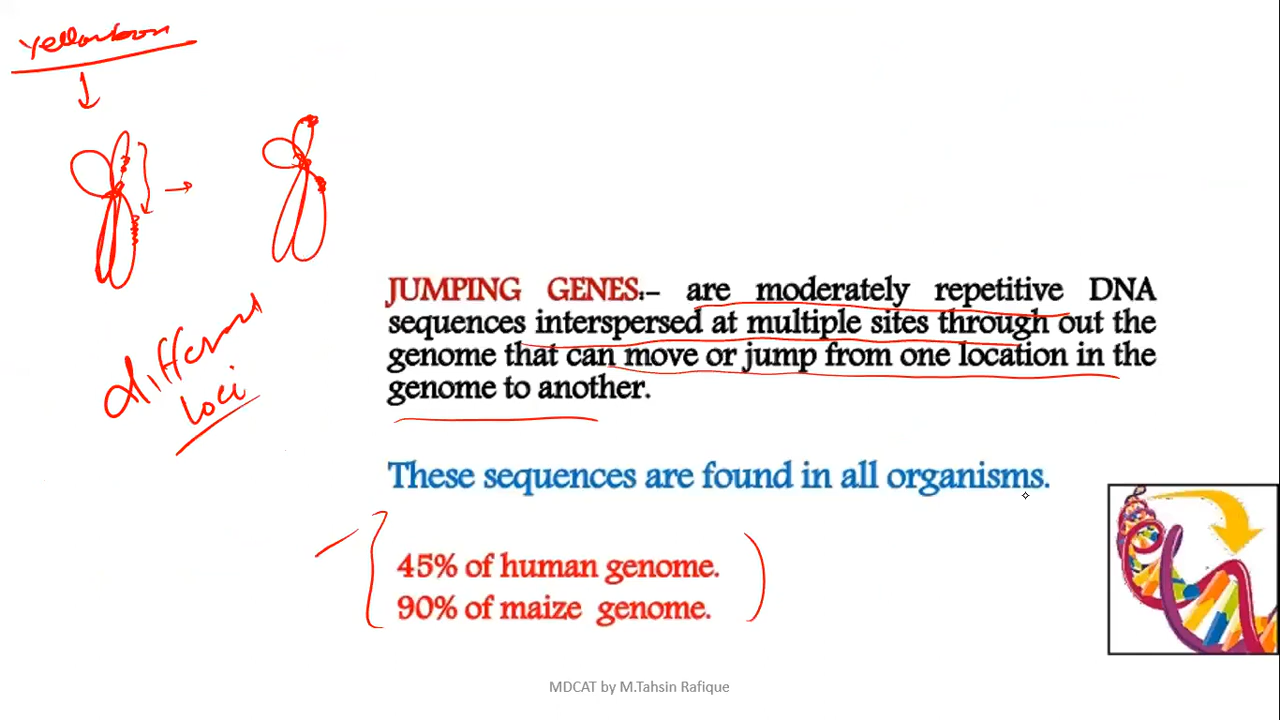 JUMPING GENES:– are moderately repetitive DNA
sequences interspersed at multiple sites through out the
genome that can move or jump from one location in the
genome to another.
different
loci
These sequences are found in all organisms.
45% of human genome.
90% of maize genome.
MDCAT by M.Tahsin Rafique